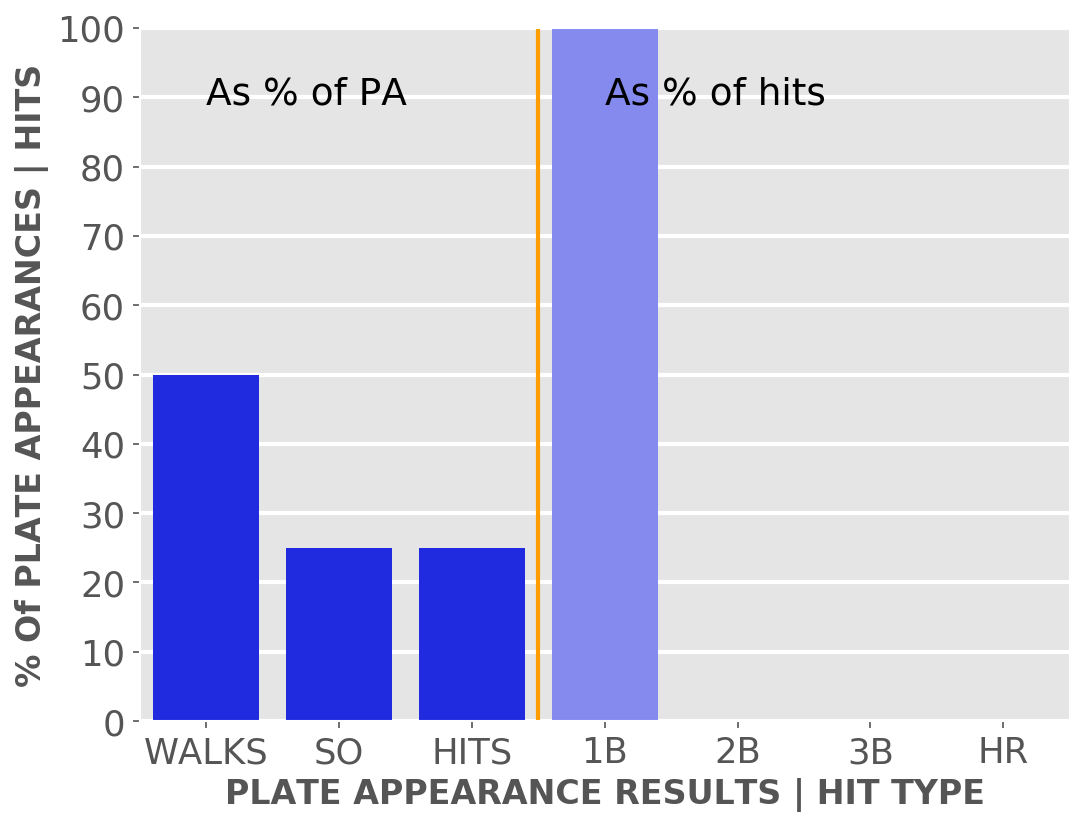 % Of PLATE APPEARANCES | HITS
100
90
80
70
60
50
40
30
20
10
0
As % of PA
As % of hits
WALKS SO HITS 1B 2B 3B HR
PLATE APPEARANCE RESULTS | HIT TYPE